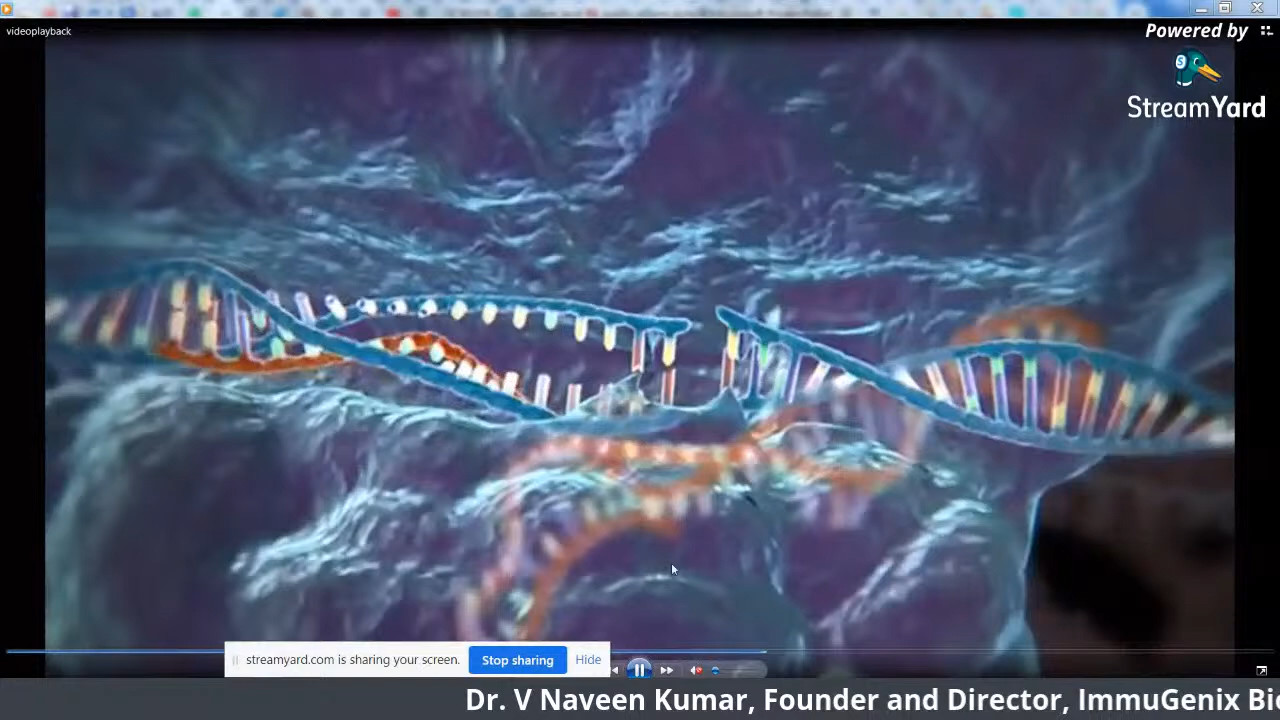 videoplayback
Powered by
S
StreamYard
streamyard.com is sharing your screen.
Stop sharing
Hide
Dr. V Naveen Kumar, Founder and Director, ImmuGenix Bi